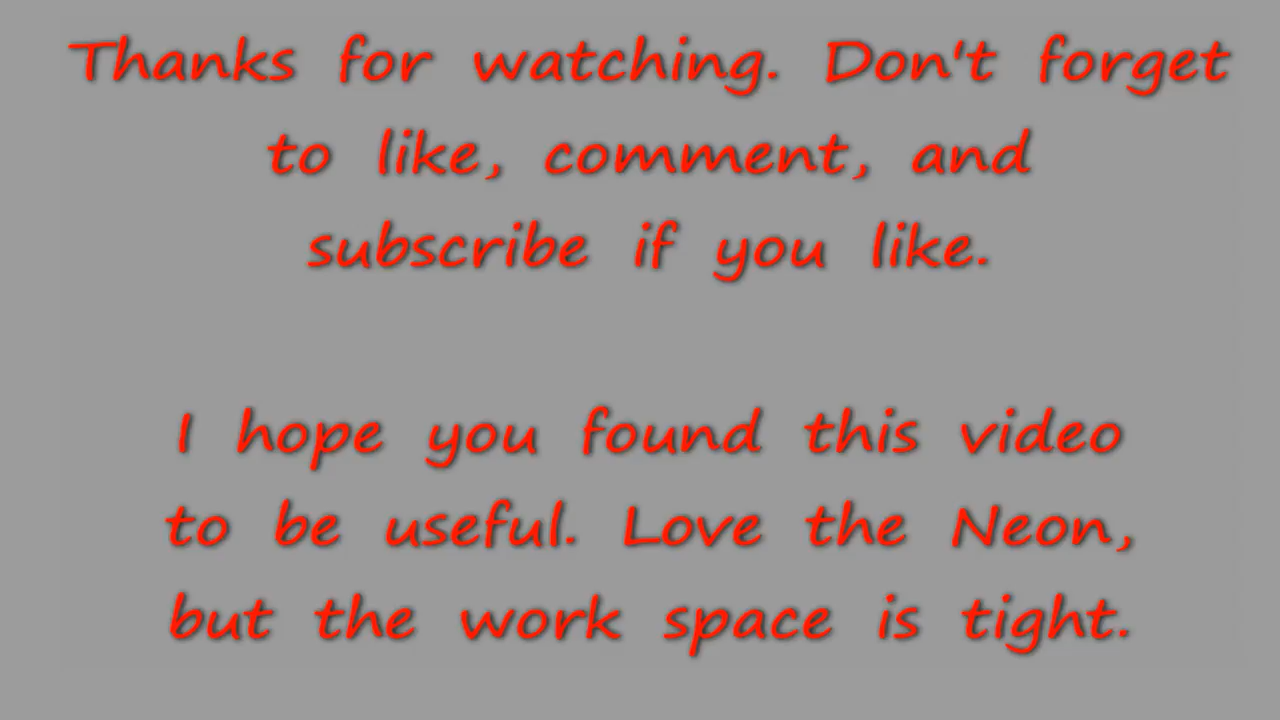 Thanks for watching. Don't forget
to like, comment, and
subscribe if you like.
I hope you found this video
to be useful. Love the Neon,
but the work space is tight.